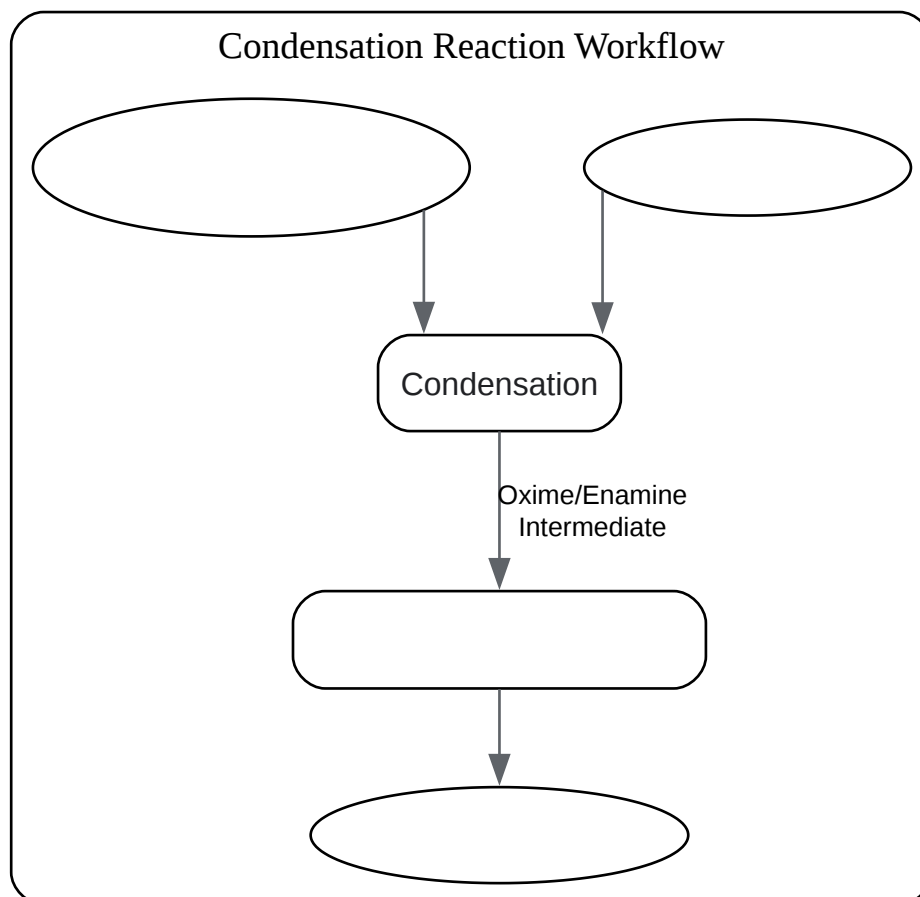 Condensation Reaction Workflow
Condensation
Oxime/Enamine
Intermediate